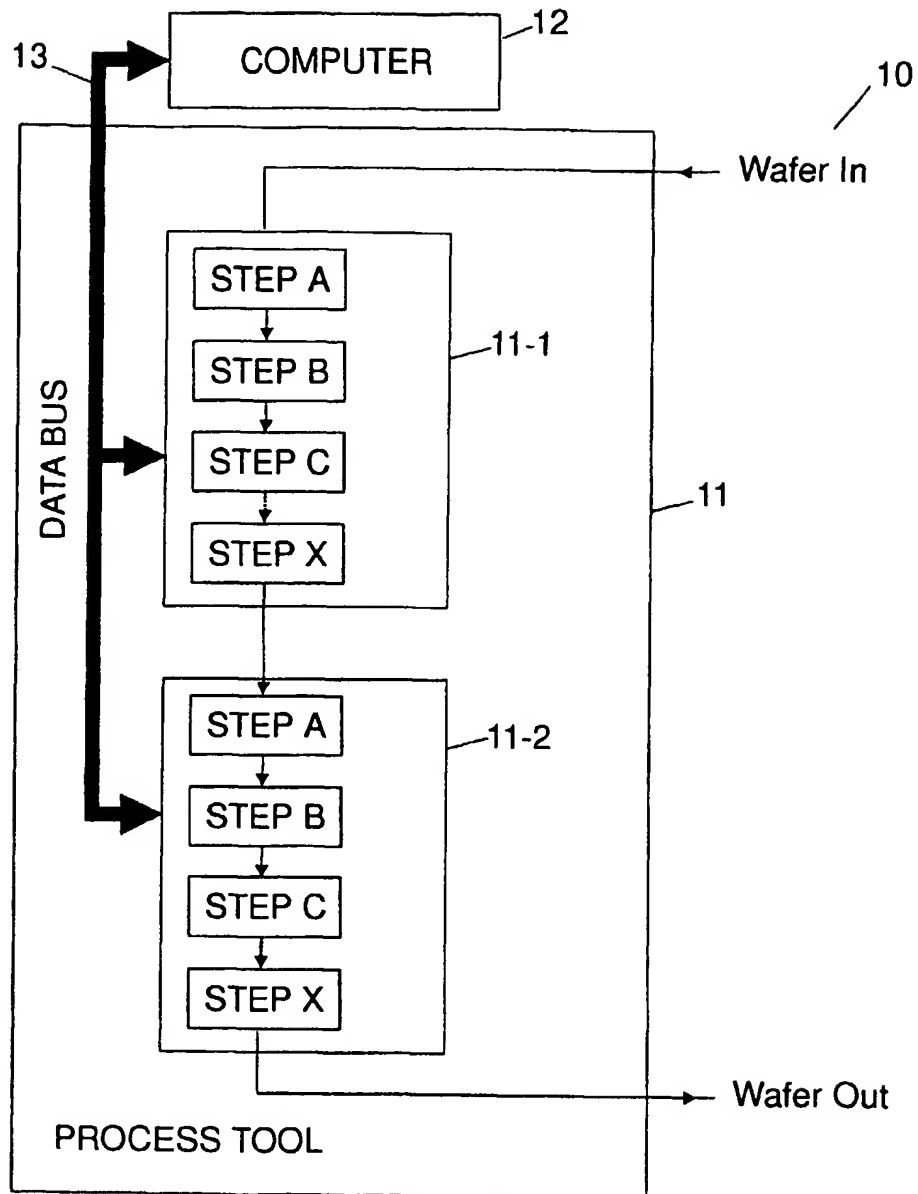 12
COMPUTER
13
10
Wafer In
STEP A
STEP B
11-1
STEP C
STEP X
DATA BUS
11
STEP A
11-2
STEP B
STEP C
STEP X
Wafer Out
PROCESS TOOL